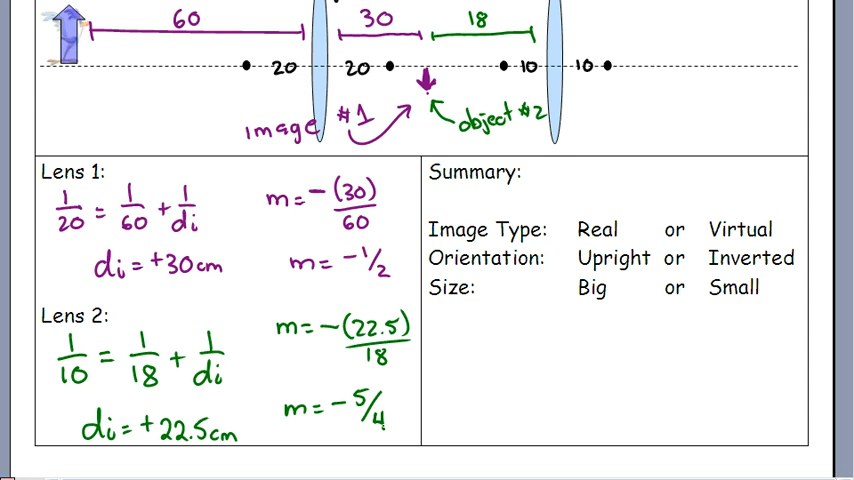 60 30 18
20 20 10 10
image #1 object #2
Lens 1:
1/20 = 1/60 + 1/di
m = -(30)/60
di = +30cm
m = -1/2
Lens 2:
1/10 = 1/18 + 1/di
m = -(22.5)/18
di = +22.5cm
m = -5/4
Summary:
Image Type: Real or Virtual
Orientation: Upright or Inverted
Size: Big or Small